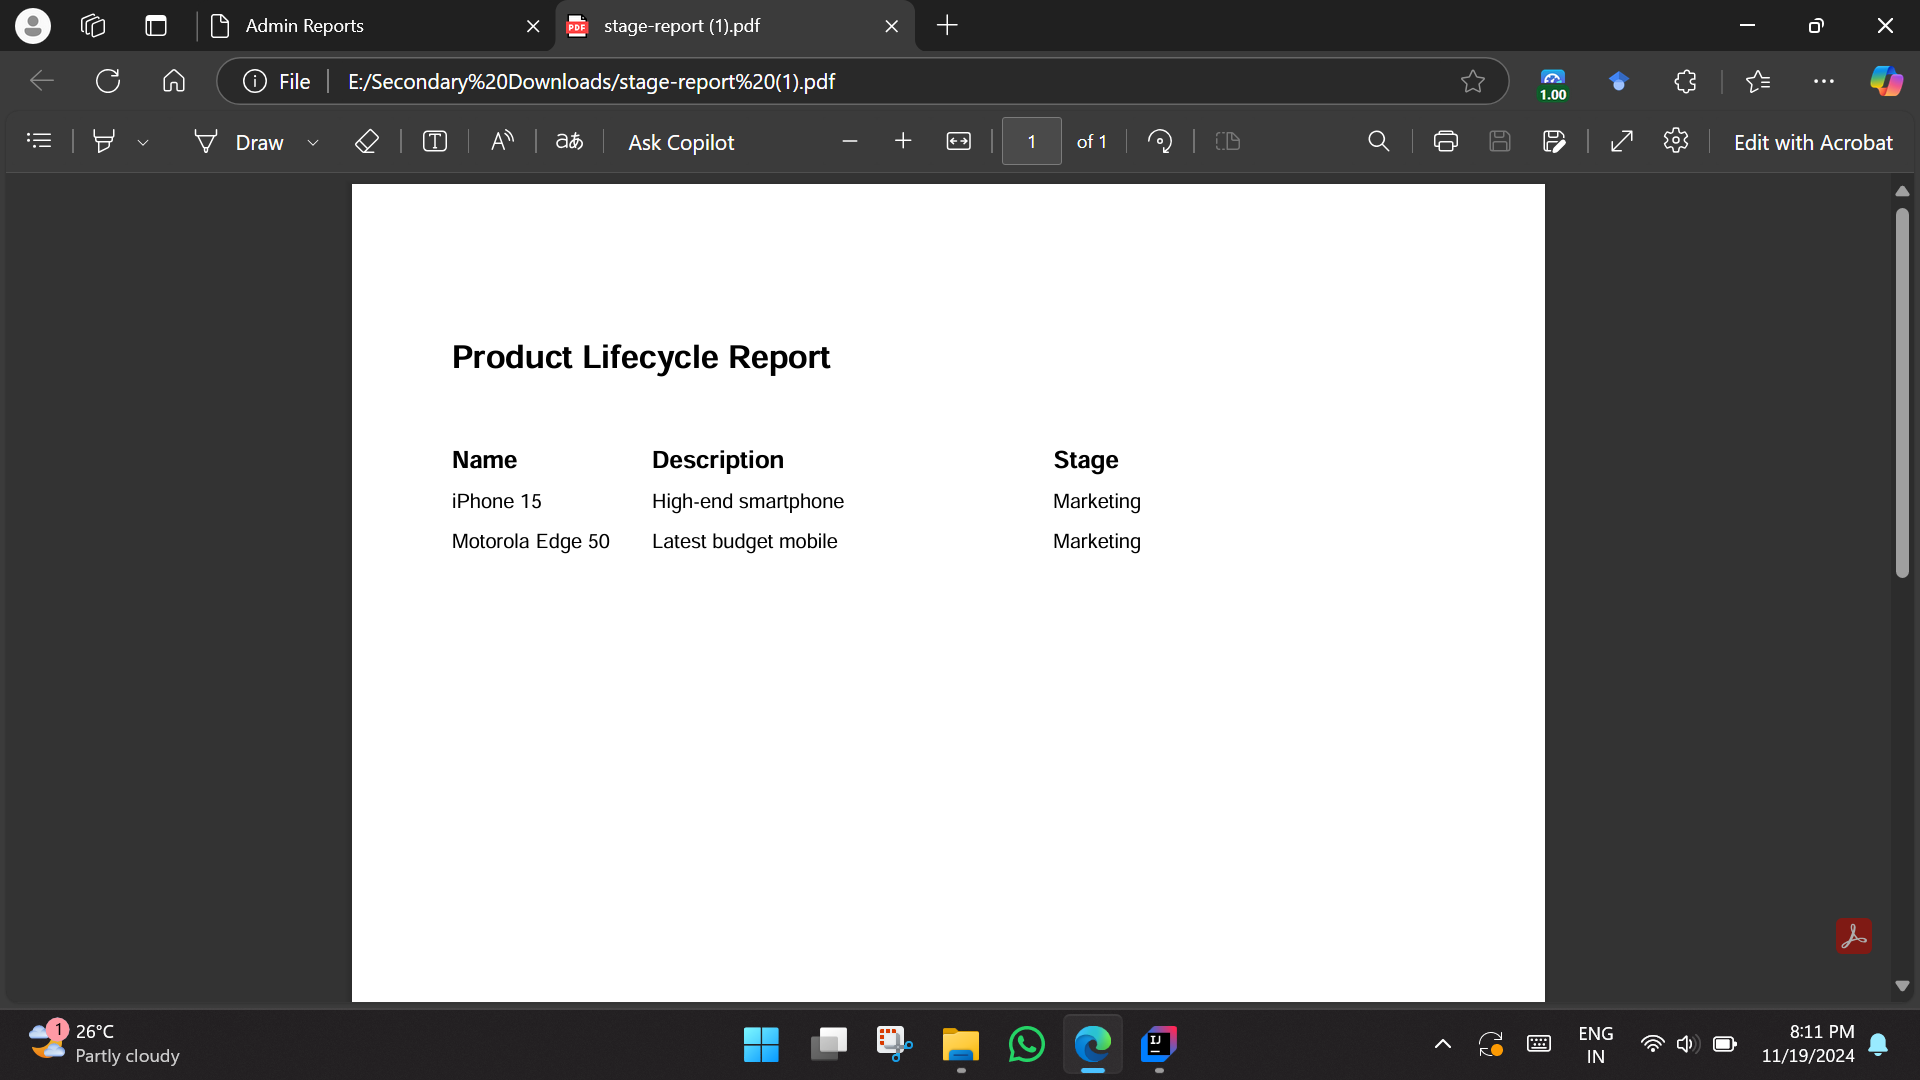 Admin Reports
stage-report (1).pdf
File
E:/Secondary%20Downloads/stage-report%20(1).pdf
1.00
Draw
Ask Copilot
1 of 1
Edit with Acrobat
Product Lifecycle Report
Name Description Stage
iPhone 15 High-end smartphone Marketing
Motorola Edge 50 Latest budget mobile Marketing
1
26°C
Partly cloudy
ENG
IN
8:11 PM
11/19/2024